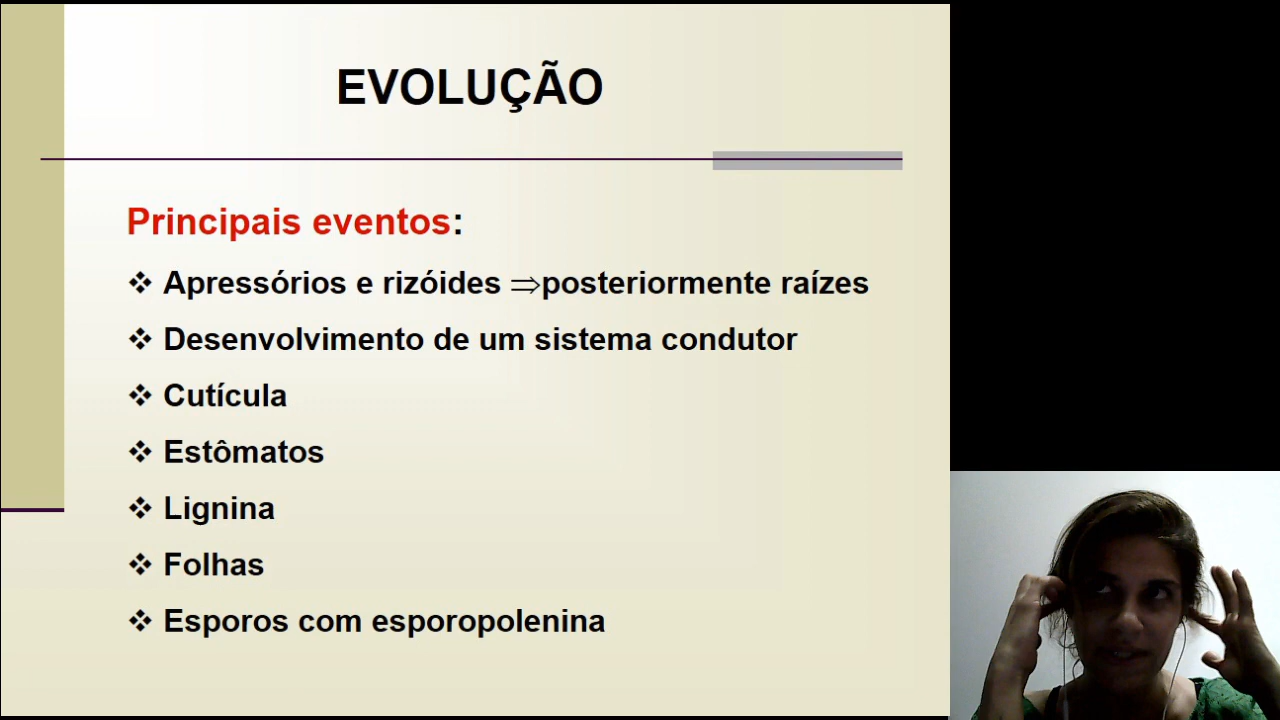 EVOLUÇÃO
Principais eventos:
❖ Apressórios e rizóides ⇒posteriormente raízes
❖ Desenvolvimento de um sistema condutor
❖ Cutícula
❖ Estômatos
❖ Lignina
❖ Folhas
❖ Esporos com esporopolenina